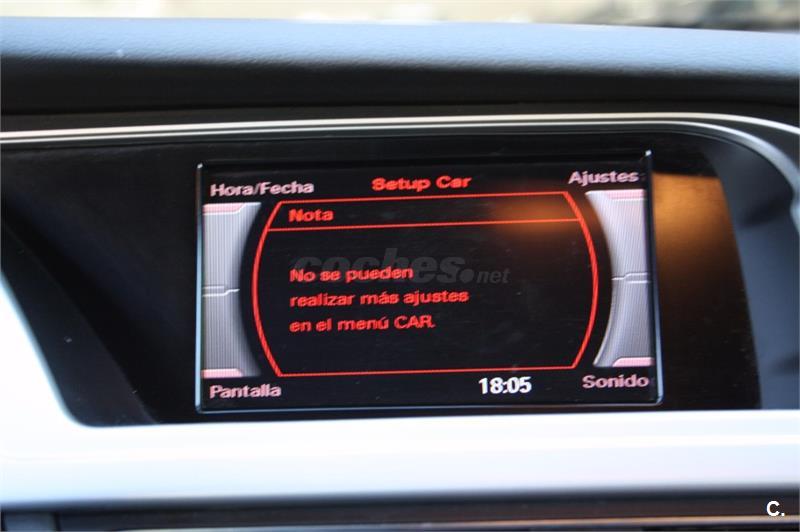 Hora/Fecha
Setup Car
Ajustes
Nota
coches.net
No se pueden
realizar más ajustes
en el menú CAR.
Pantalla
18:05
Sonido
C.